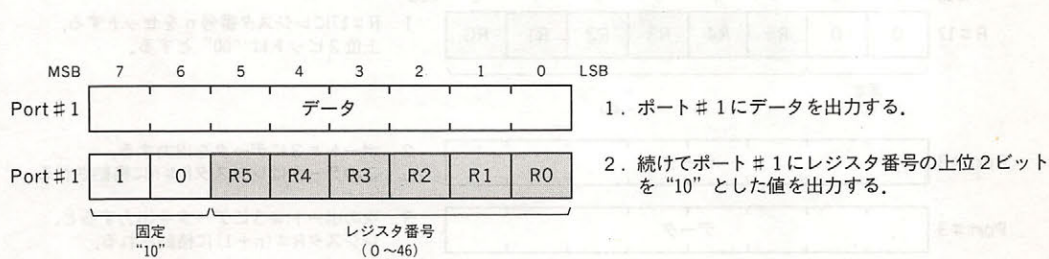 MSB 7 6 5 4 3 2 1 0 LSB
Port#1 データ
1. ポート#1にデータを出力する.
Port#1 1 0 R5 R4 R3 R2 R1 R0
2. 続けてポート#1にレジスタ番号の上位2ビット
を“10”とした値を出力する.
固定
“10”
レジスタ番号
(0〜46)